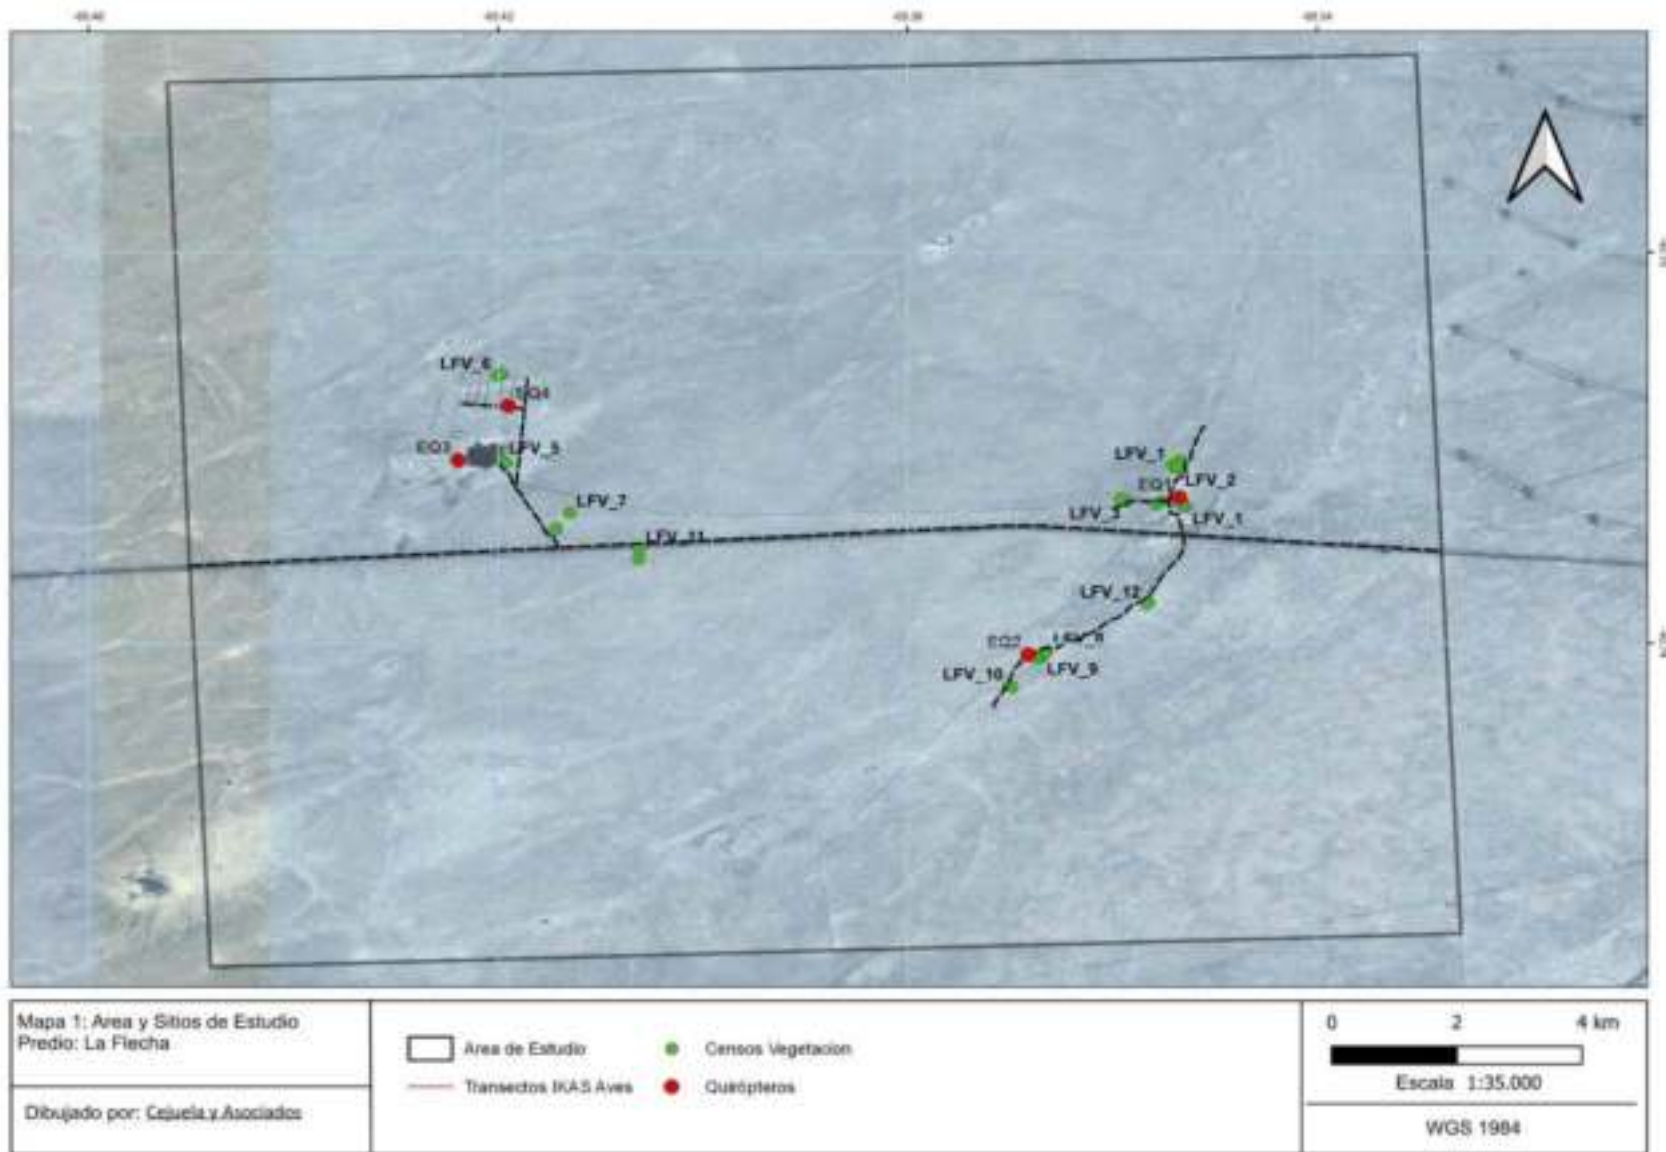 LFV_6
EQ4
EQ3
LFV_5
LFV_7
LFV_11
LFV_1
EQ1
LFV_2
LFV_3
LFV_1
LFV_12
EQ2
LFV_8
LFV_10
LFV_9
Mapa 1: Area y Sitios de Estudio
Predio: La Flecha
Dibujado por: Cejuela y Asociados
Area de Estudio
Censos Vegetacion
Transectos IKAS Aves
Quirópteros
0 2 4 km
Escala 1:35.000
WGS 1984